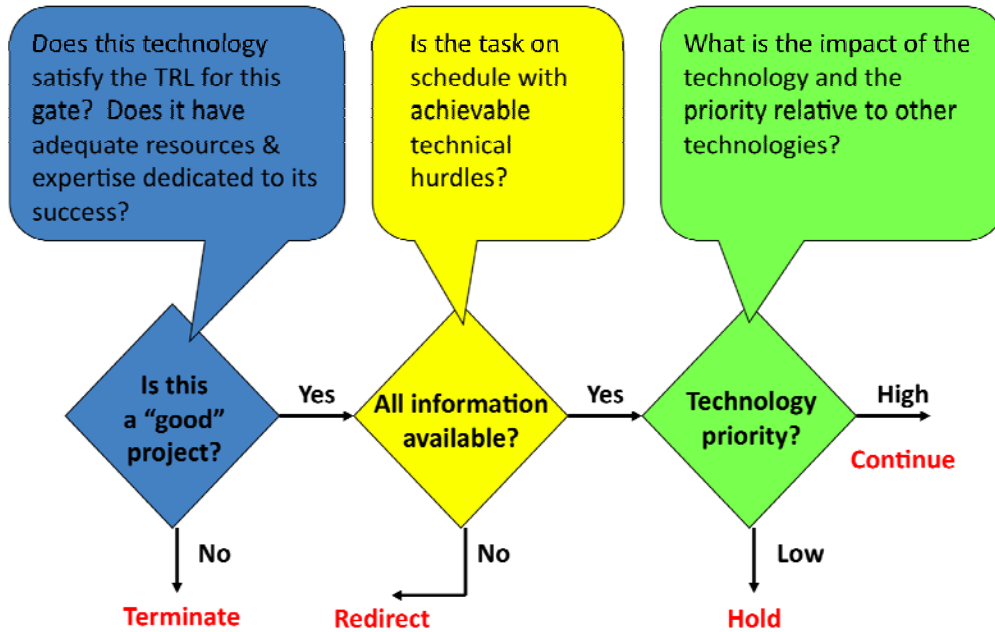 Does this technology
satisfy the TRL for this
gate? Does it have
adequate resources &
expertise dedicated to its
success?
Is the task on
schedule with
achievable
technical
hurdles?
What is the impact of the
technology and the
priority relative to other
technologies?
Is this
a “good”
project?
Yes
All information
available?
Yes
Technology
priority?
High
Continue
No
Terminate
No
Redirect
Low
Hold